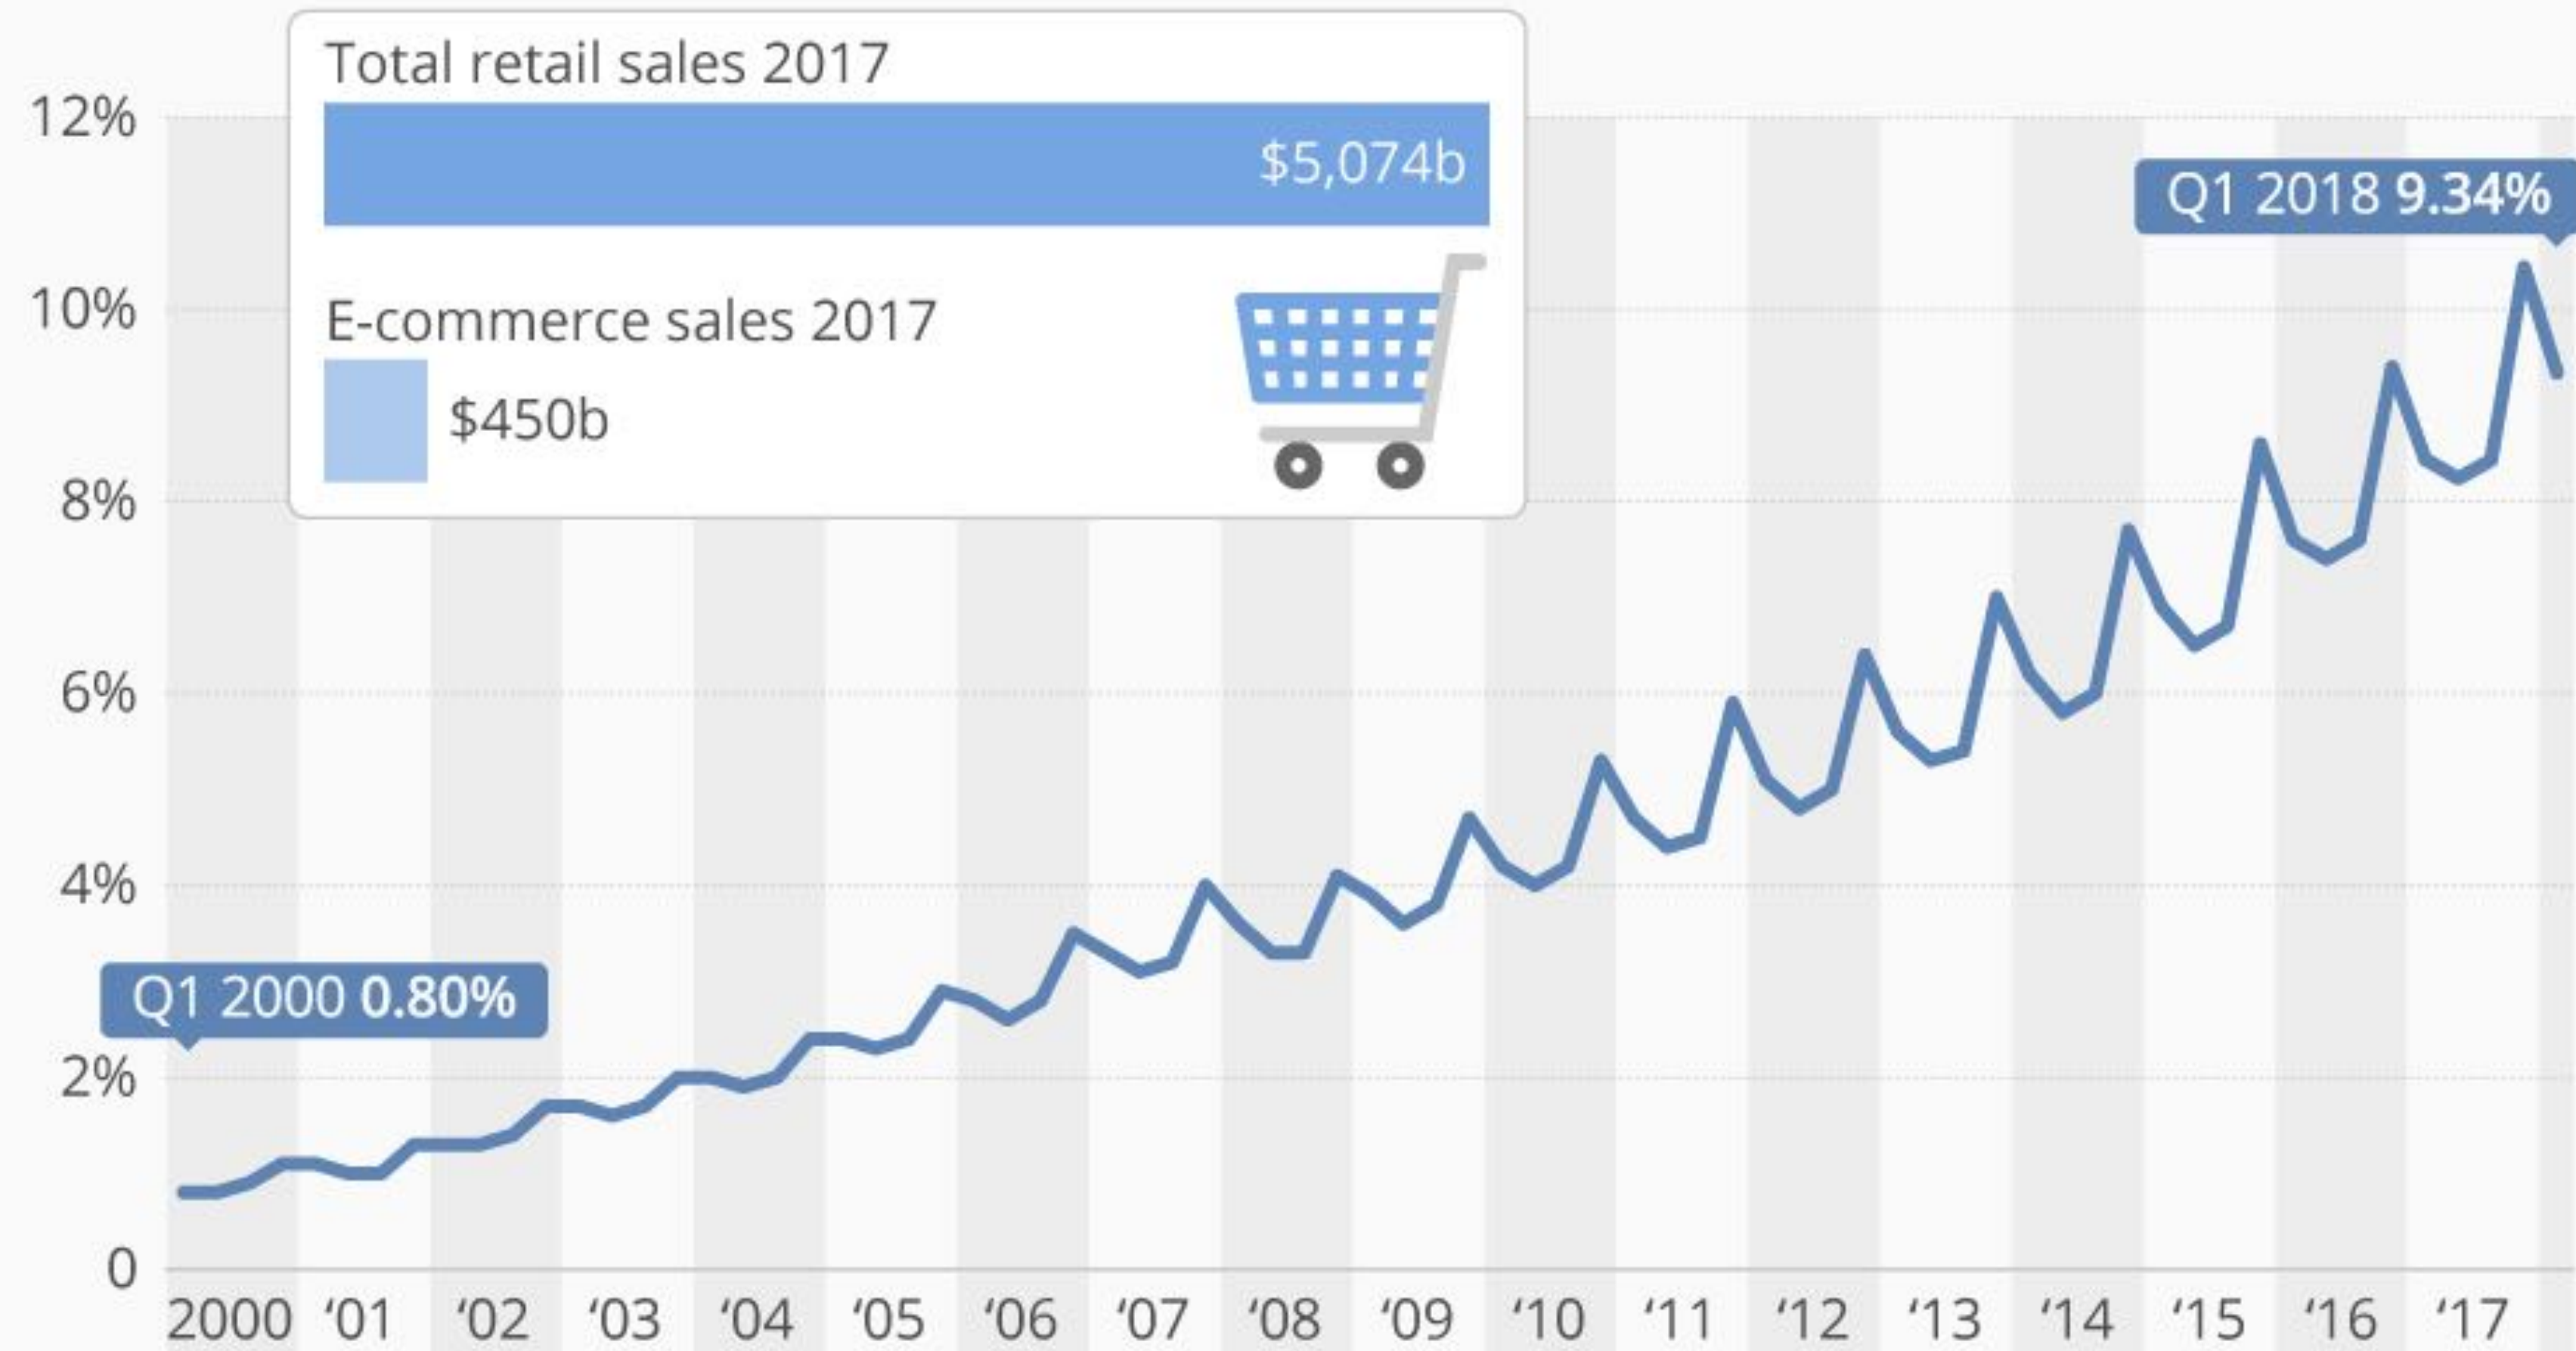 Total retail sales 2017
$5,074b
E-commerce sales 2017
$450b
12%
10%
8%
6%
4%
2%
0
Q1 2018 9.34%
Q1 2000 0.80%
2000 ‘01 ‘02 ‘03 ‘04 ‘05 ‘06 ‘07 ‘08 ‘09 ‘10 ‘11 ‘12 ‘13 ‘14 ‘15 ‘16 ‘17